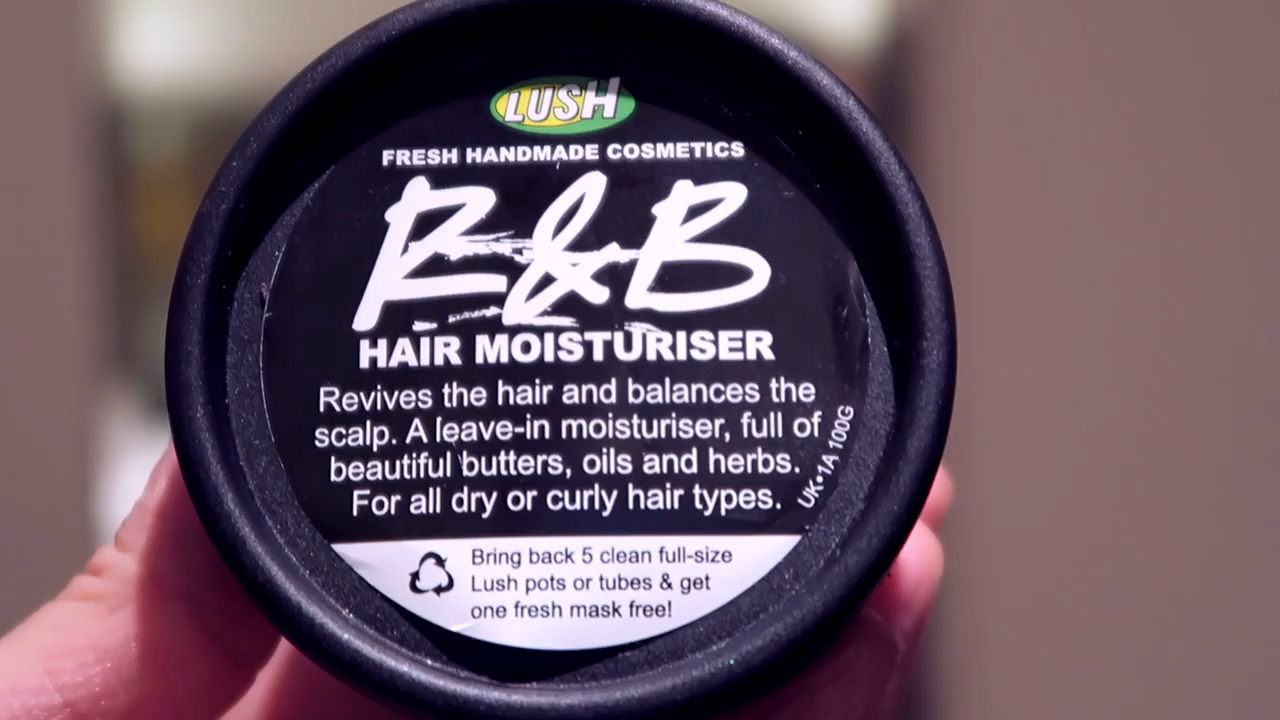 LUSH
FRESH HANDMADE COSMETICS
R&B
HAIR MOISTURISER
Revives the hair and balances the
scalp. A leave-in moisturiser, full of
beautiful butters, oils and herbs.
For all dry or curly hair types.
UK•1A 100G
Bring back 5 clean full-size
Lush pots or tubes & get
one fresh mask free!